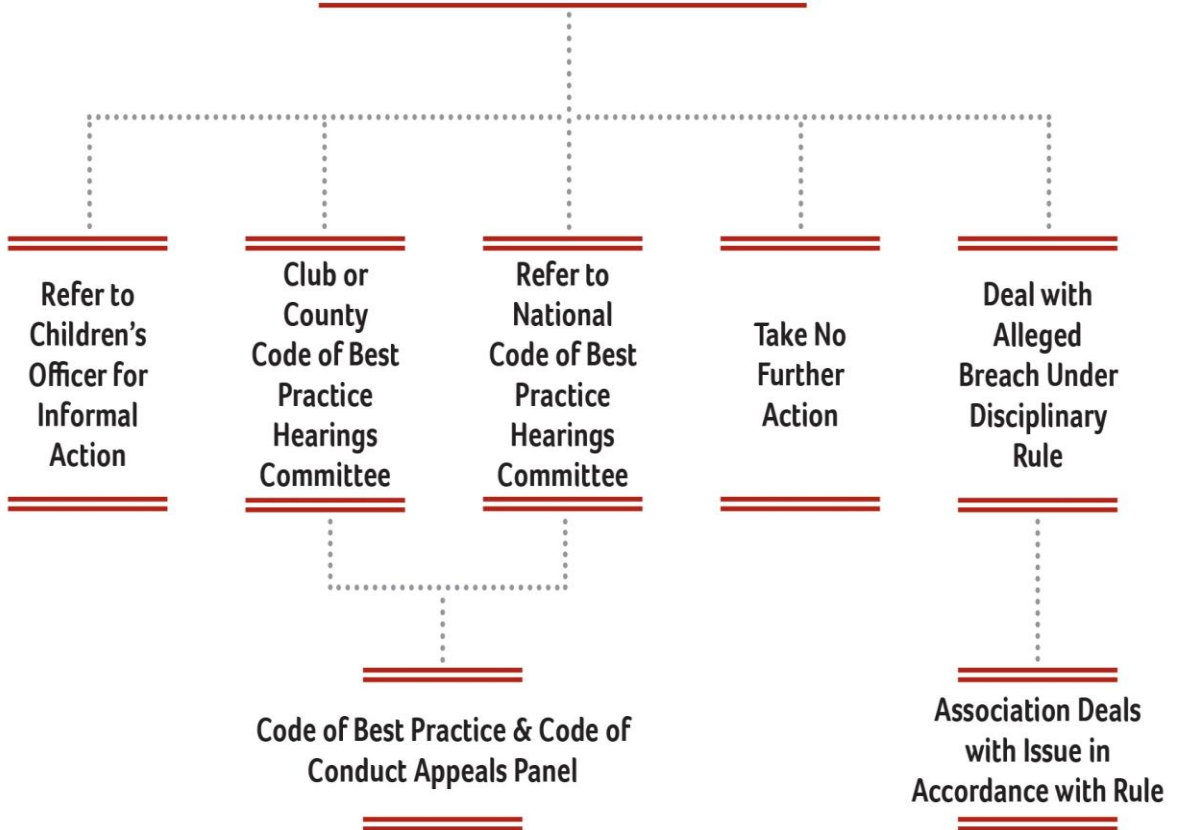 Refer to
Children’s
Officer for
Informal
Action
Club or
County
Code of Best
Practice
Hearings
Committee
Refer to
National
Code of Best
Practice
Hearings
Committee
Take No
Further
Action
Deal with
Alleged
Breach Under
Disciplinary
Rule
Code of Best Practice & Code of
Conduct Appeals Panel
Association Deals
with Issue in
Accordance with Rule